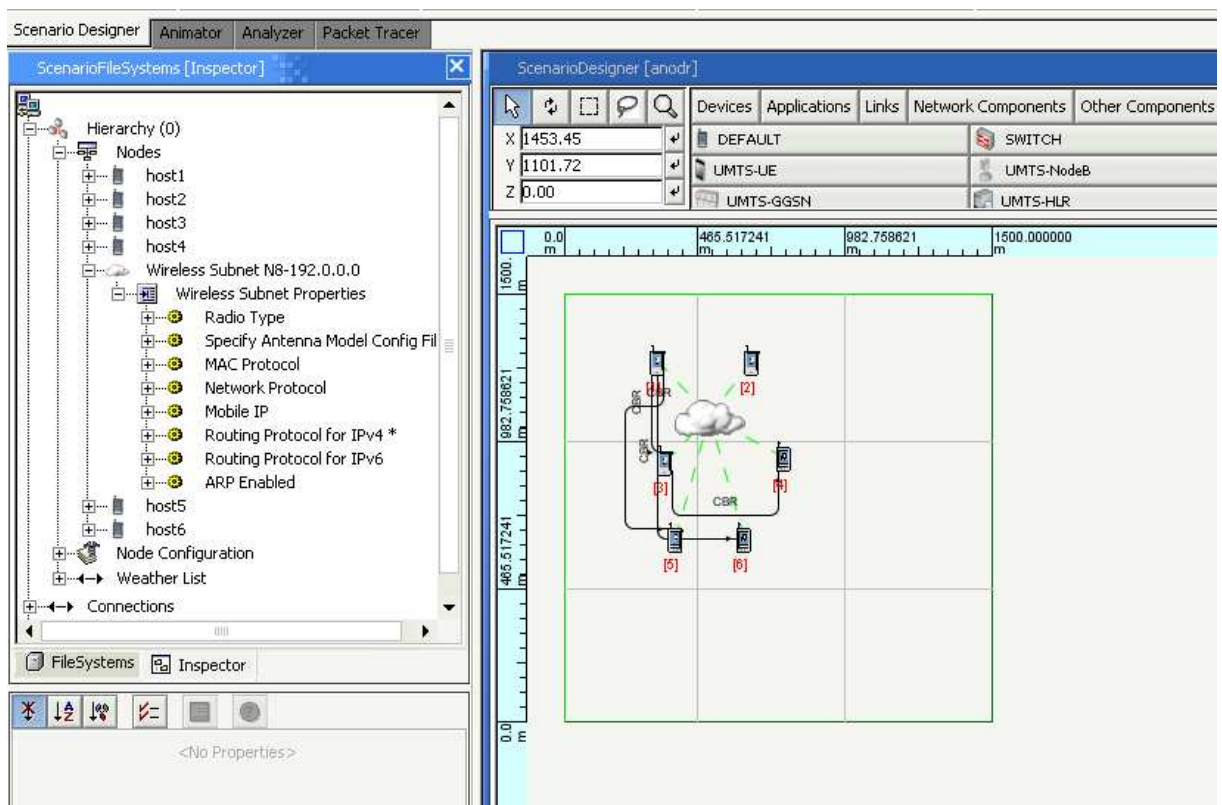 Scenario Designer Animator Analyzer Packet Tracer
ScenarioFileSystems [Inspector]
Hierarchy (0)
Nodes
host1
host2
host3
host4
Wireless Subnet N8-192.0.0.0
Wireless Subnet Properties
Radio Type
Specify Antenna Model Config Fil
MAC Protocol
Network Protocol
Mobile IP
Routing Protocol for IPv4 *
Routing Protocol for IPv6
ARP Enabled
host5
host6
Node Configuration
Weather List
Connections
FileSystems Inspector
<No Properties>
ScenarioDesigner [anodr]
Devices Applications Links Network Components Other Components
X 1453.45
Y 1101.72
Z 0.00
DEFAULT SWITCH
UMTS-UE UMTS-NodeB
UMTS-GGSN UMTS-HLR
0.0 465.517241 982.758621 1500.000000
m m m m
1500. m
982.758621
465.517241
0.0 m
[2]
CBR
CBR
CBR
[3]
[4]
CBR
[5]
[6]